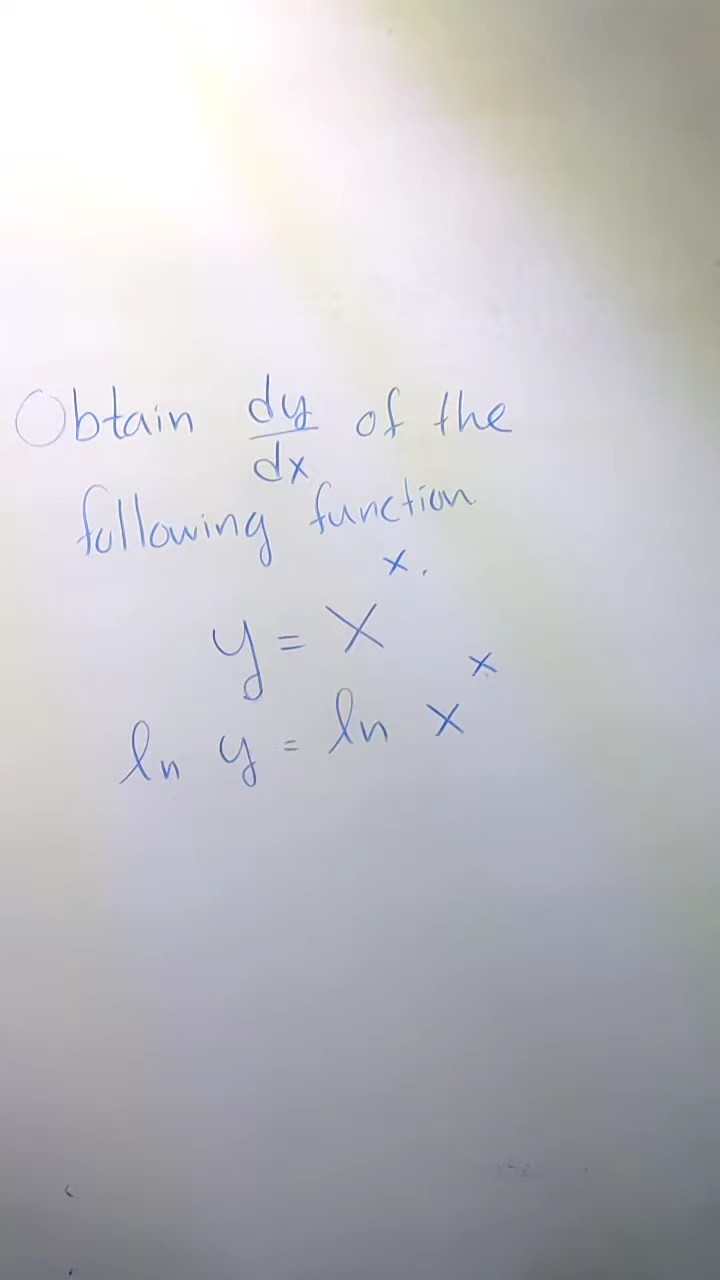 Obtain dy/dx of the
following function
y = x^x.
ln y = ln x^x